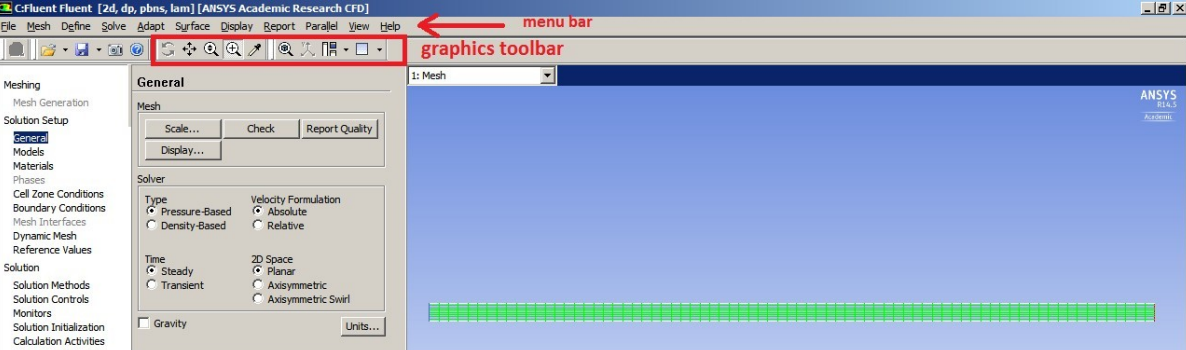 C:Fluent Fluent [2d, dp, pbns, lam] [ANSYS Academic Research CFD]
File Mesh Define Solve Adapt Surface Display Report Parallel View Help
menu bar
graphics toolbar
Meshing
Mesh Generation
Solution Setup
General
Models
Materials
Phases
Cell Zone Conditions
Boundary Conditions
Mesh Interfaces
Dynamic Mesh
Reference Values
Solution
Solution Methods
Solution Controls
Monitors
Solution Initialization
Calculation Activities
General
Mesh
Scale... Check Report Quality
Display...
Solver
Type Velocity Formulation
Pressure-Based Absolute
Density-Based Relative
Time 2D Space
Steady Planar
Transient Axisymmetric
Axisymmetric Swirl
Gravity Units...
1: Mesh
ANSYS
R14.5
Academic